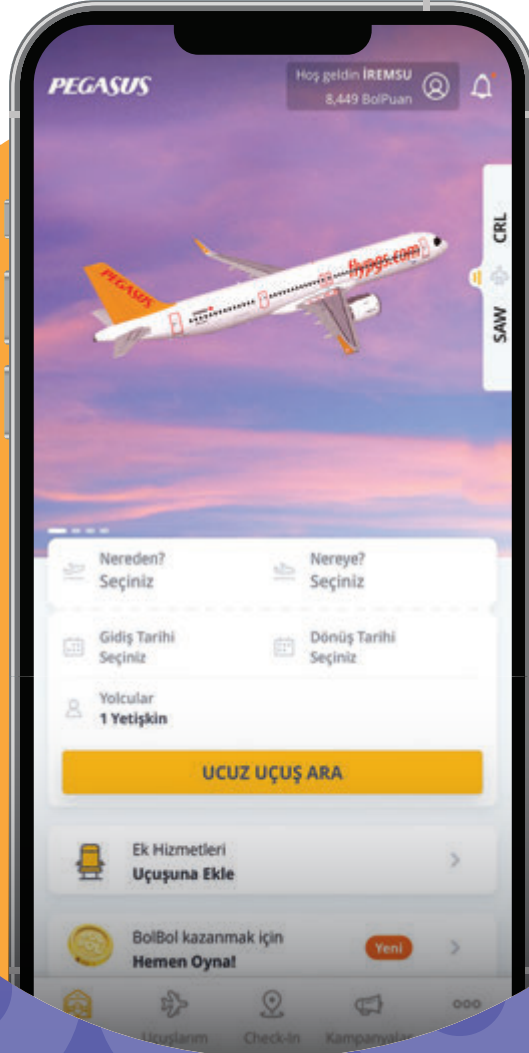 PEGASUS
Hoş geldin İREMSU
8,449 BolPuan
PEGASUS
flypgs.com
CRL
SAW
Nereden?
Seçiniz
Nereye?
Seçiniz
Gidiş Tarihi
Seçiniz
Dönüş Tarihi
Seçiniz
Yolcular
1 Yetişkin
UCUZ UÇUŞ ARA
Ek Hizmetleri
Uçuşuna Ekle
BolBol kazanmak için
Hemen Oyna!
Yeni
Uçuşlarım
Check-In
Kampanyalar